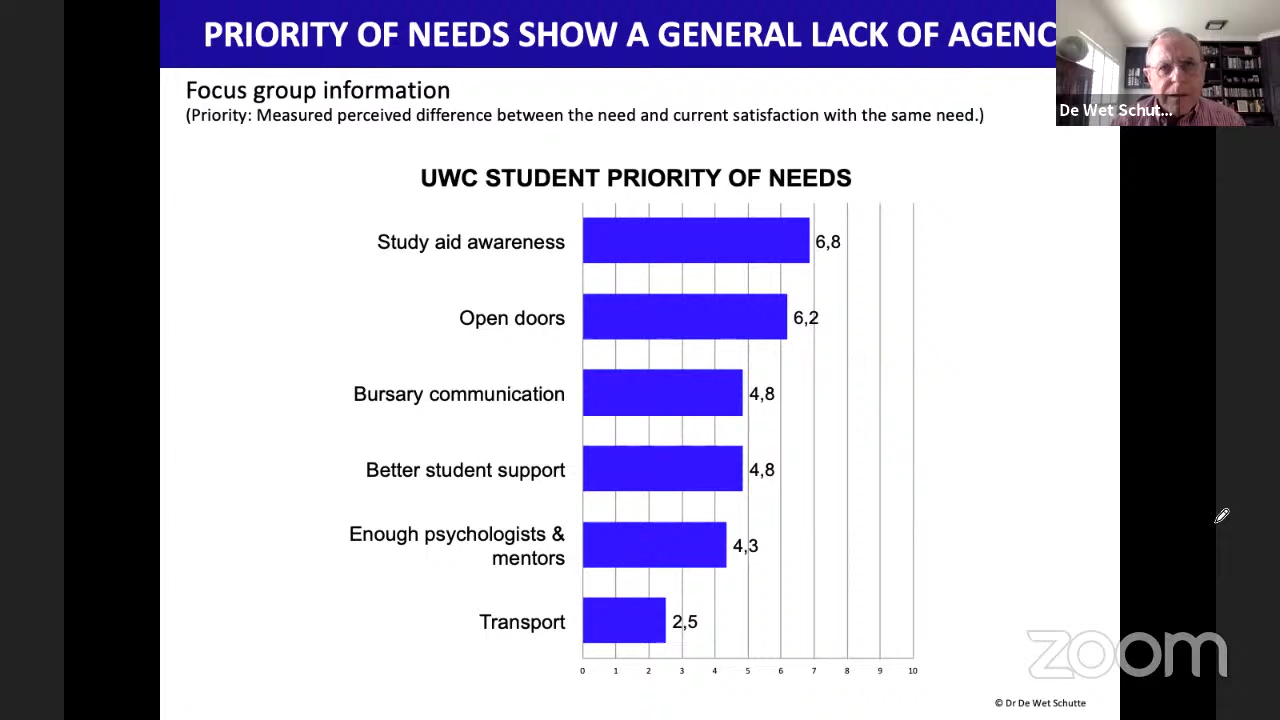 PRIORITY OF NEEDS SHOW A GENERAL LACK OF AGENC
De Wet Schut...
Focus group information
(Priority: Measured perceived difference between the need and current satisfaction with the same need.)
UWC STUDENT PRIORITY OF NEEDS
Study aid awareness 6,8
Open doors 6,2
Bursary communication 4,8
Better student support 4,8
Enough psychologists &
mentors 4,3
Transport 2,5
0 1 2 3 4 5 6 7 8 9 10
zoom
© Dr De Wet Schutte